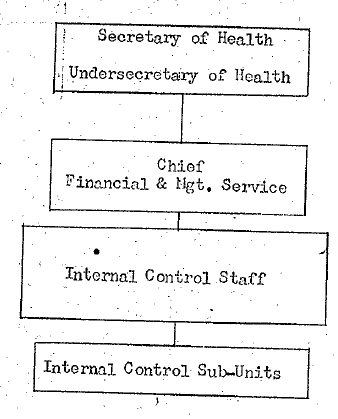 Secretary of Health
Undersecretary of Health
Chief
Financial & Mgt. Service
Internal Control Staff
Internal Control Sub-Units